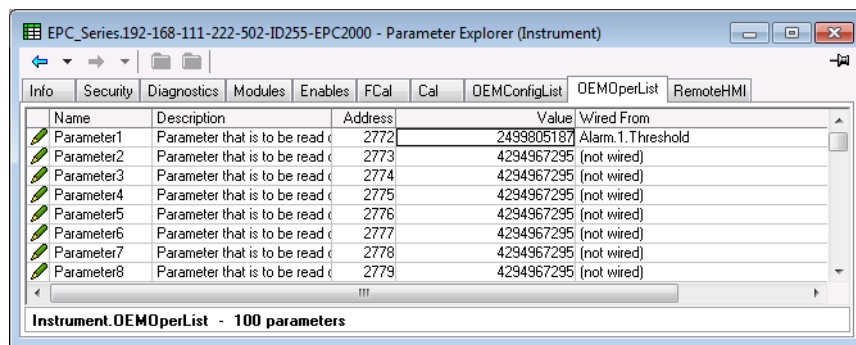 EPC_Series.192-168-111-222-502-ID255-EPC2000 - Parameter Explorer (Instrument)
Info Security Diagnostics Modules Enables FCal Cal OEMConfigList OEMOperList RemoteHMI
Name Description Address Value Wired From
Parameter1 Parameter that is to be read 2772 2499805187 Alarm.1.Threshold
Parameter2 Parameter that is to be read 2773 4294967295 (not wired)
Parameter3 Parameter that is to be read 2774 4294967295 (not wired)
Parameter4 Parameter that is to be read 2775 4294967295 (not wired)
Parameter5 Parameter that is to be read 2776 4294967295 (not wired)
Parameter6 Parameter that is to be read 2777 4294967295 (not wired)
Parameter7 Parameter that is to be read 2778 4294967295 (not wired)
Parameter8 Parameter that is to be read 2779 4294967295 (not wired)
Instrument.OEMOperList - 100 parameters